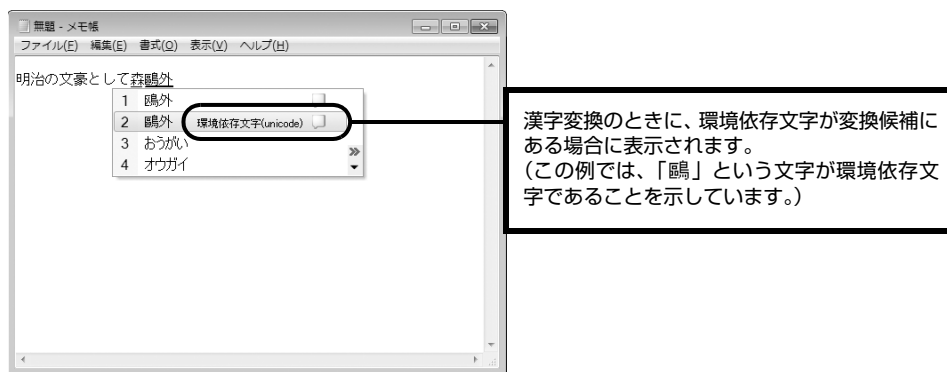 無題 - メモ帳
ファイル(F) 編集(E) 書式(O) 表示(V) ヘルプ(H)
明治の文豪として森鷗外
1 鴎外
2 鷗外 環境依存文字(unicode)
3 おうがい
4 オウガイ
漢字変換のときに、環境依存文字が変換候補に
ある場合に表示されます。
(この例では、「鷗」という文字が環境依存文
字であることを示しています。)